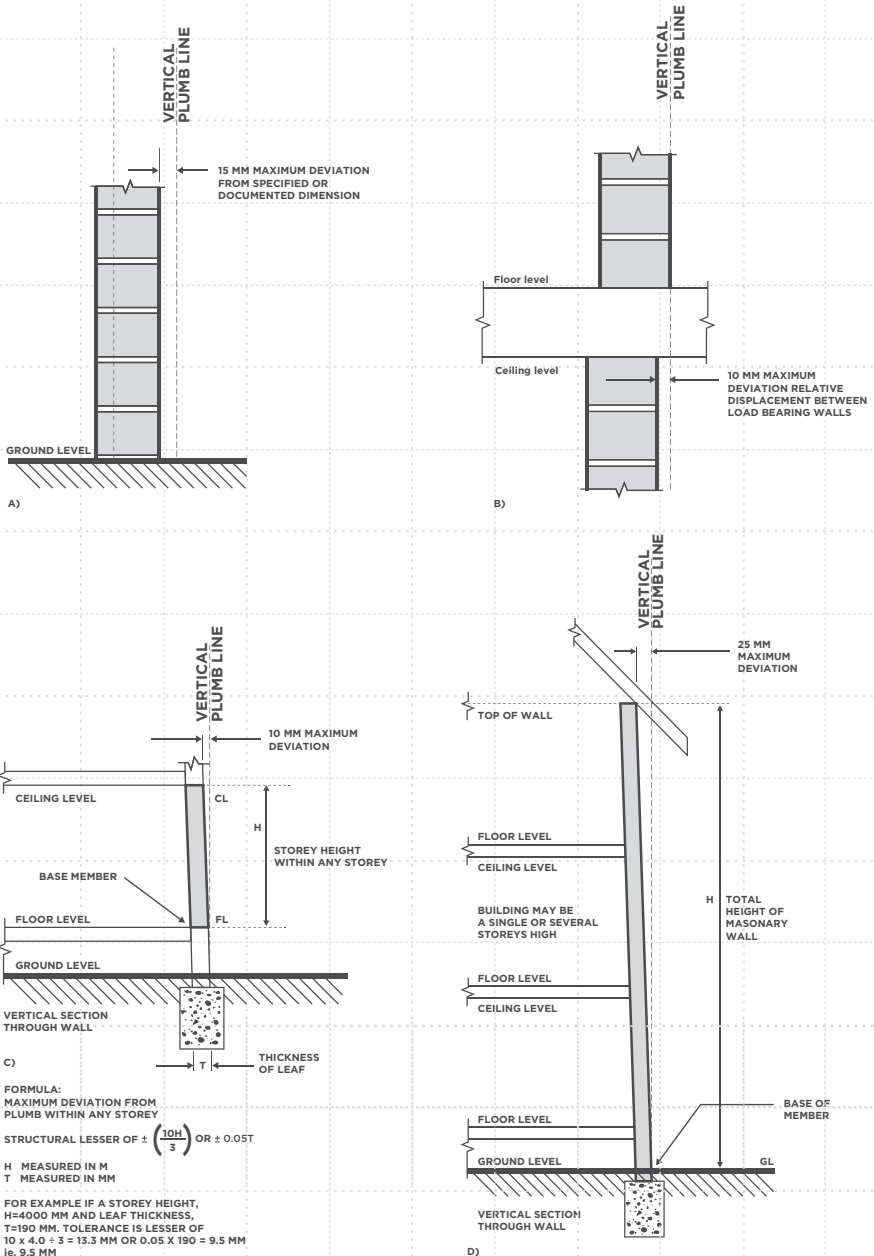 VERTICAL
PLUMB LINE
15 MM MAXIMUM DEVIATION
FROM SPECIFIED OR
DOCUMENTED DIMENSION
GROUND LEVEL
A)
VERTICAL
PLUMB LINE
Floor level
Ceiling level
10 MM MAXIMUM
DEVIATION RELATIVE
DISPLACEMENT BETWEEN
LOAD BEARING WALLS
B)
VERTICAL
PLUMB LINE
10 MM MAXIMUM
DEVIATION
CEILING LEVEL
CL
H
STOREY HEIGHT
WITHIN ANY STOREY
BASE MEMBER
FLOOR LEVEL
FL
GROUND LEVEL
VERTICAL SECTION
THROUGH WALL
T
THICKNESS
OF LEAF
C)
FORMULA:
MAXIMUM DEVIATION FROM
PLUMB WITHIN ANY STOREY
STRUCTURAL LESSER OF ± (10H/3) OR ± 0.05T
H MEASURED IN M
T MEASURED IN MM
FOR EXAMPLE IF A STOREY HEIGHT,
H=4000 MM AND LEAF THICKNESS,
T=190 MM. TOLERANCE IS LESSER OF
10 x 4.0 ÷ 3 = 13.3 MM OR 0.05 X 190 = 9.5 MM
ie. 9.5 MM
VERTICAL
PLUMB LINE
25 MM
MAXIMUM
DEVIATION
TOP OF WALL
FLOOR LEVEL
CEILING LEVEL
H
TOTAL
HEIGHT OF
MASONARY
WALL
BUILDING MAY BE
A SINGLE OR SEVERAL
STOREYS HIGH
FLOOR LEVEL
CEILING LEVEL
BASE OF
MEMBER
FLOOR LEVEL
GROUND LEVEL
GL
VERTICAL SECTION
THROUGH WALL
D)